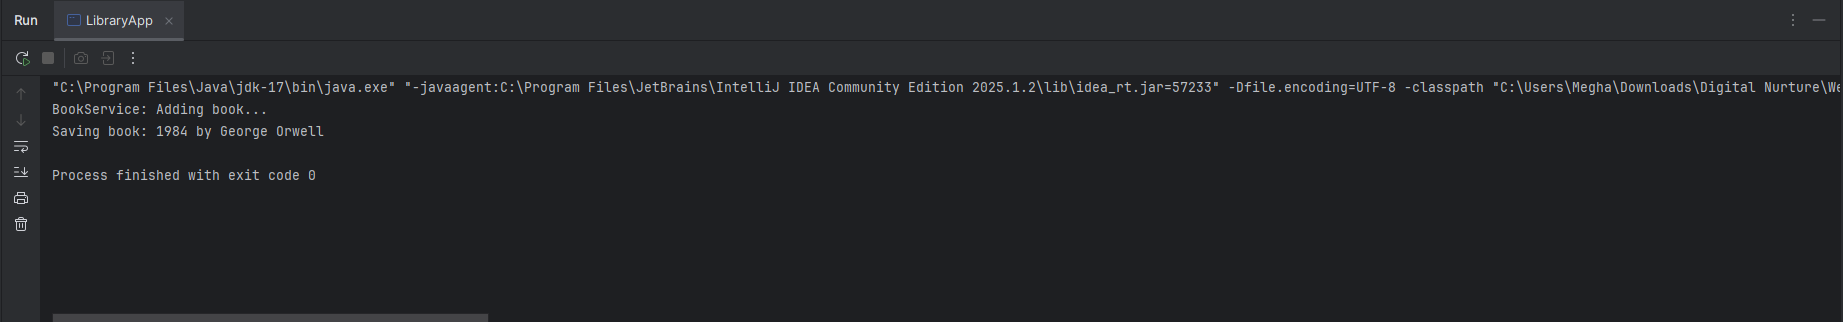 Run LibraryApp
"C:\Program Files\Java\jdk-17\bin\java.exe" "-javaagent:C:\Program Files\JetBrains\IntelliJ IDEA Community Edition 2025.1.2\lib\idea_rt.jar=57233" -Dfile.encoding=UTF-8 -classpath "C:\Users\Megha\Downloads\Digital Nurture\We
BookService: Adding book...
Saving book: 1984 by George Orwell
Process finished with exit code 0